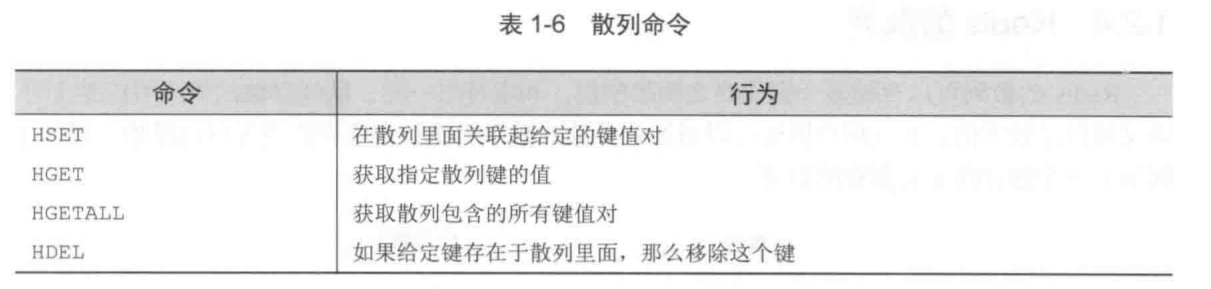 表 1-6 散列命令
命令 行为
HSET 在散列里面关联起给定的键值对
HGET 获取指定散列键的值
HGETALL 获取散列包含的所有键值对
HDEL 如果给定键存在于散列里面，那么移除这个键